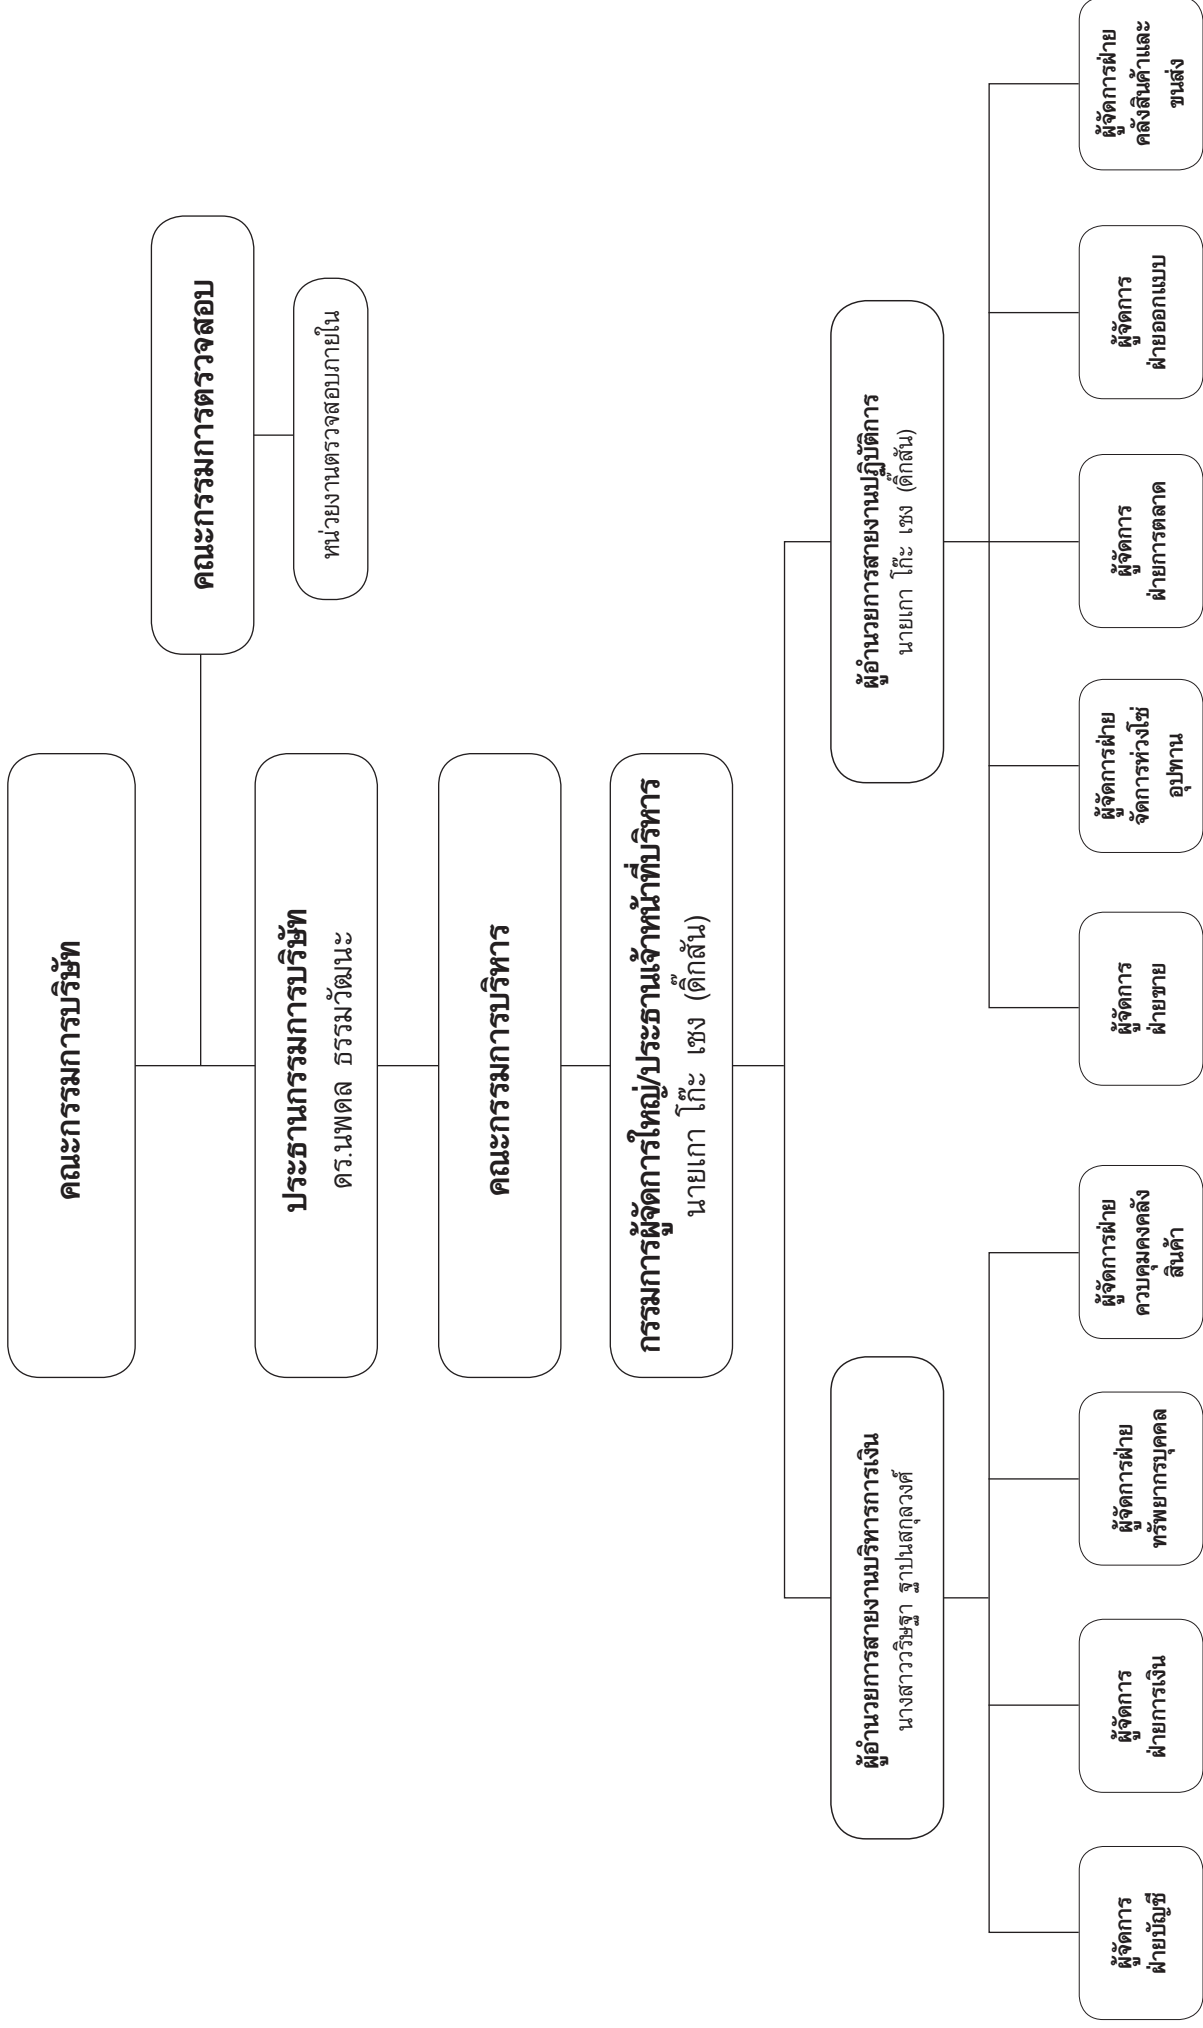 คณะกรรมการบริษัท
คณะกรรมการตรวจสอบ
หน่วยงานตรวจสอบภายใน
ประธานกรรมการบริษัท
ดร.นพดล ธรรมวัฒนะ
คณะกรรมการบริหาร
กรรมการผู้จัดการใหญ่/ประธานเจ้าหน้าที่บริหาร
นายเกา โก๊ะ เชง (ดิ๊กสัน)
ผู้อำนวยการสายงานบริหารการเงิน
นางสาววริษฐา ฐาปนสกุลวงศ์
ผู้อำนวยการสายงานปฏิบัติการ
นายเกา โก๊ะ เชง (ดิ๊กสัน)
ผู้จัดการ
ฝ่ายบัญชี
ผู้จัดการ
ฝ่ายการเงิน
ผู้จัดการฝ่าย
ทรัพยากรบุคคล
ผู้จัดการฝ่าย
ควบคุมคงคลัง
สินค้า
ผู้จัดการ
ฝ่ายขาย
ผู้จัดการฝ่าย
จัดการห่วงโซ่
อุปทาน
ผู้จัดการ
ฝ่ายการตลาด
ผู้จัดการ
ฝ่ายออกแบบ
ผู้จัดการฝ่าย
คลังสินค้าและ
ขนส่ง